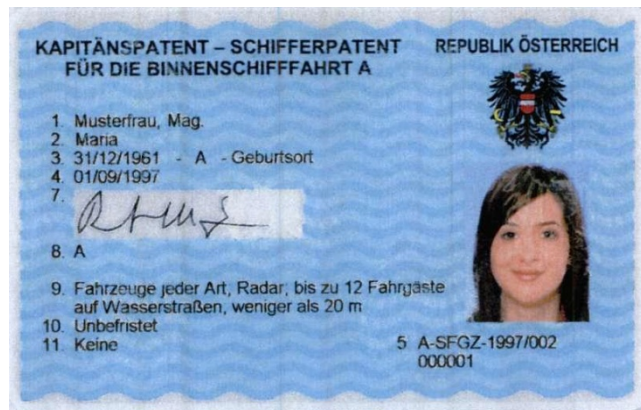 KAPITÄNSPATENT – SCHIFFERPATENT
FÜR DIE BINNENSCHIFFFAHRT A
REPUBLIK ÖSTERREICH
1. Musterfrau, Mag.
2. Maria
3. 31/12/1961 - A - Geburtsort
4. 01/09/1997
7.
8. A
9. Fahrzeuge jeder Art, Radar, bis zu 12 Fahrgäste
auf Wasserstraßen, weniger als 20 m
10. Unbefristet
11. Keine
5 A-SFGZ-1997/002
000001